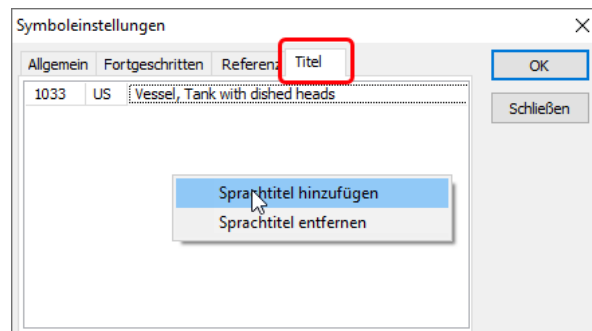 Symboleinstellungen
Allgemein Fortgeschritten Referenz Titel
OK
1033 US Vessel, Tank with dished heads
Schließen
Sprachtitel hinzufügen
Sprachtitel entfernen